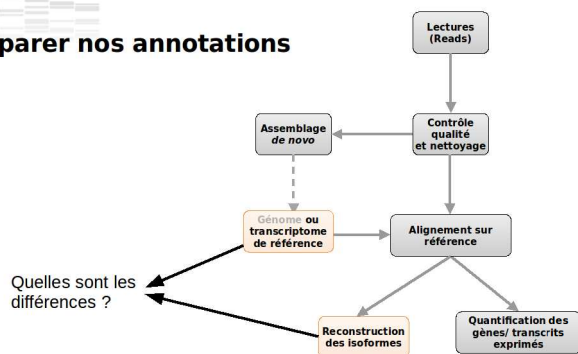 parer nos annotations
Lectures
(Reads)
Contrôle
qualité
et nettoyage
Assemblage
de novo
Génome ou
transcriptome
de référence
Alignement sur
référence
Quelles sont les
différences ?
Reconstruction
des isoformes
Quantification des
gènes/ transcrits
exprimés